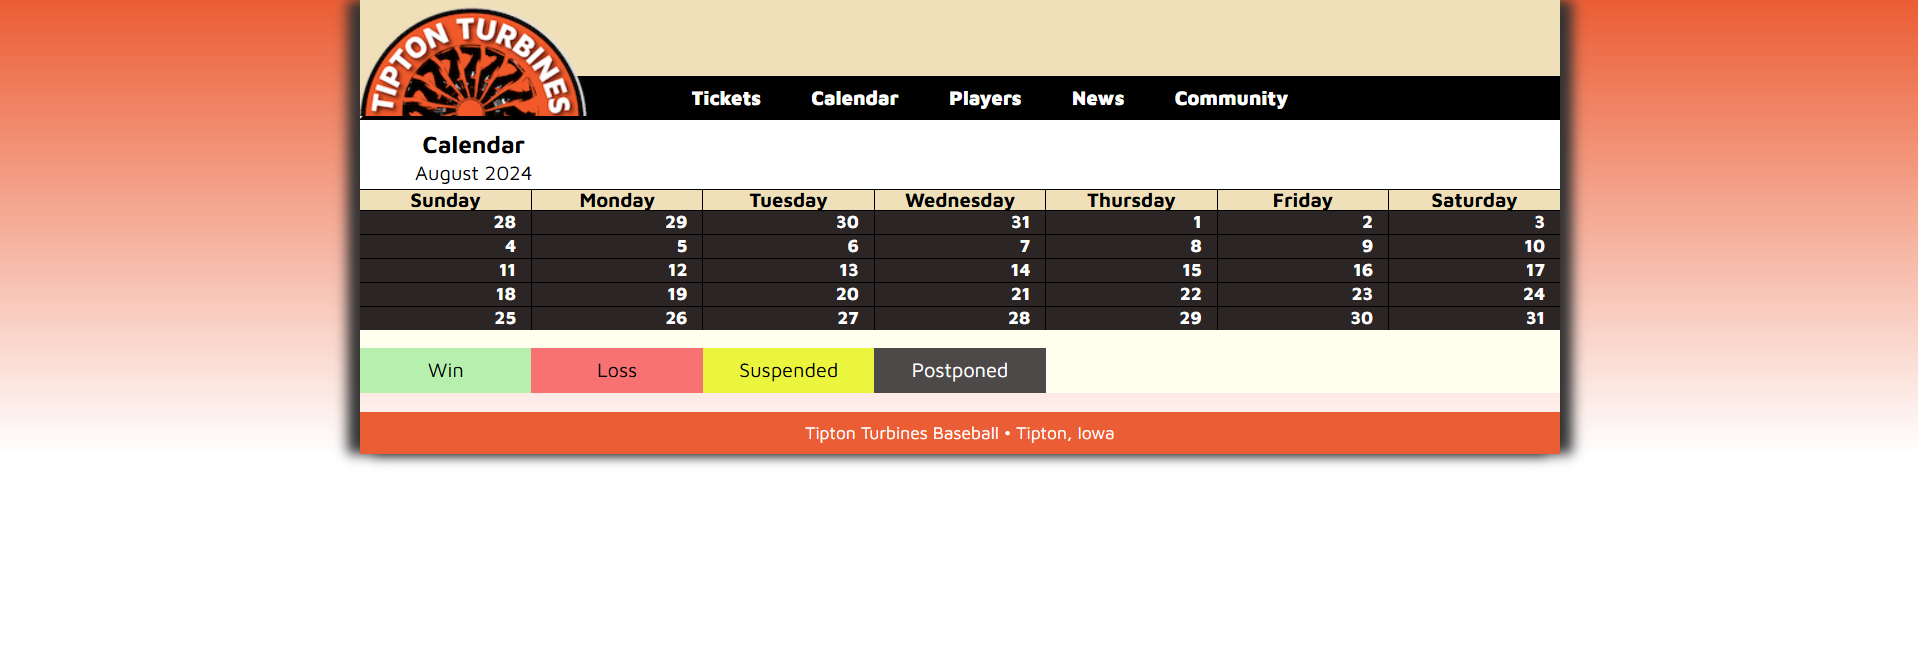 TIPTON TURBINES
Tickets Calendar Players News Community
Calendar
August 2024
Sunday Monday Tuesday Wednesday Thursday Friday Saturday
28 29 30 31 1 2 3
4 5 6 7 8 9 10
11 12 13 14 15 16 17
18 19 20 21 22 23 24
25 26 27 28 29 30 31
Win Loss Suspended Postponed
Tipton Turbines Baseball • Tipton, Iowa